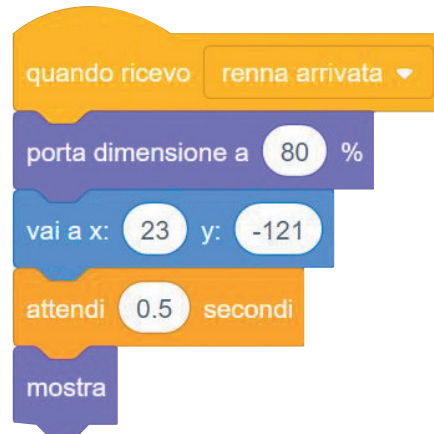 quando ricevo renna arrivata
porta dimensione a 80 %
vai a x: 23 y: -121
attendi 0.5 secondi
mostra